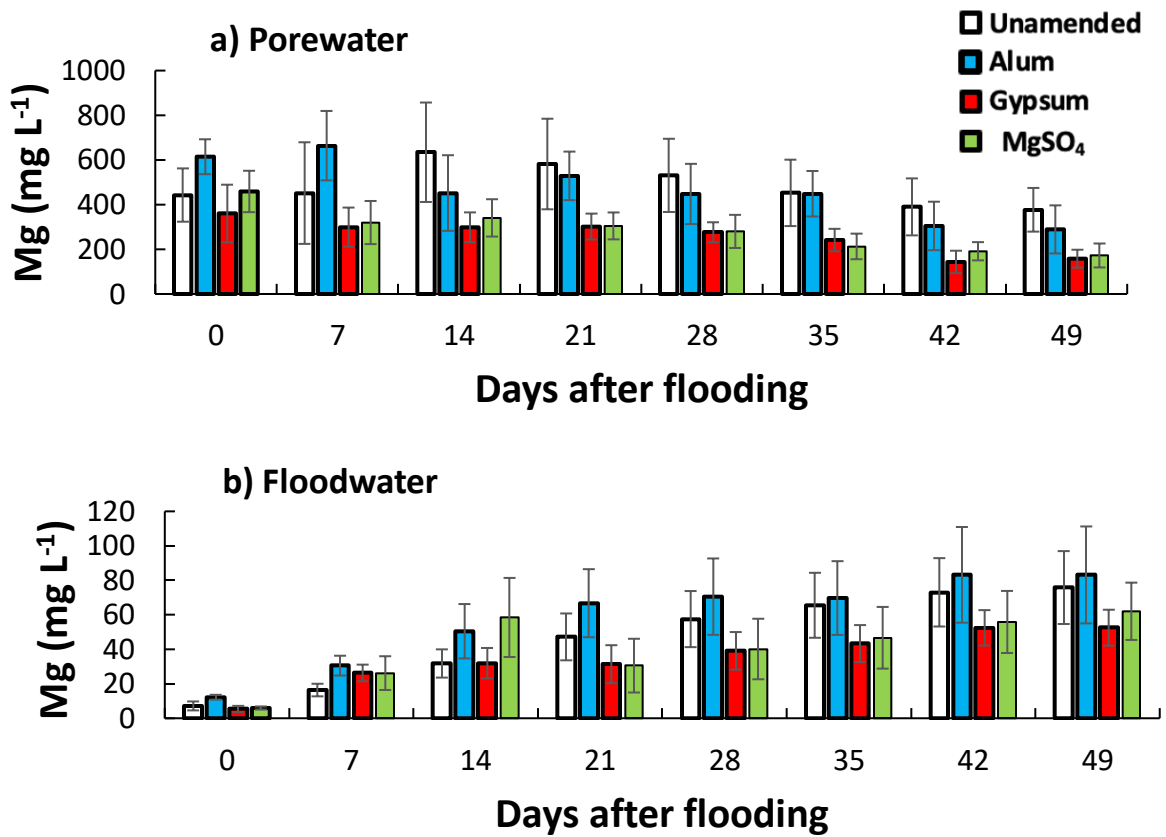 a) Porewater
Unamended
Alum
Gypsum
MgSO₄
Mg (mg L⁻¹)
1000
800
600
400
200
0
0 7 14 21 28 35 42 49
Days after flooding
b) Floodwater
Mg (mg L⁻¹)
120
100
80
60
40
20
0
0 7 14 21 28 35 42 49
Days after flooding